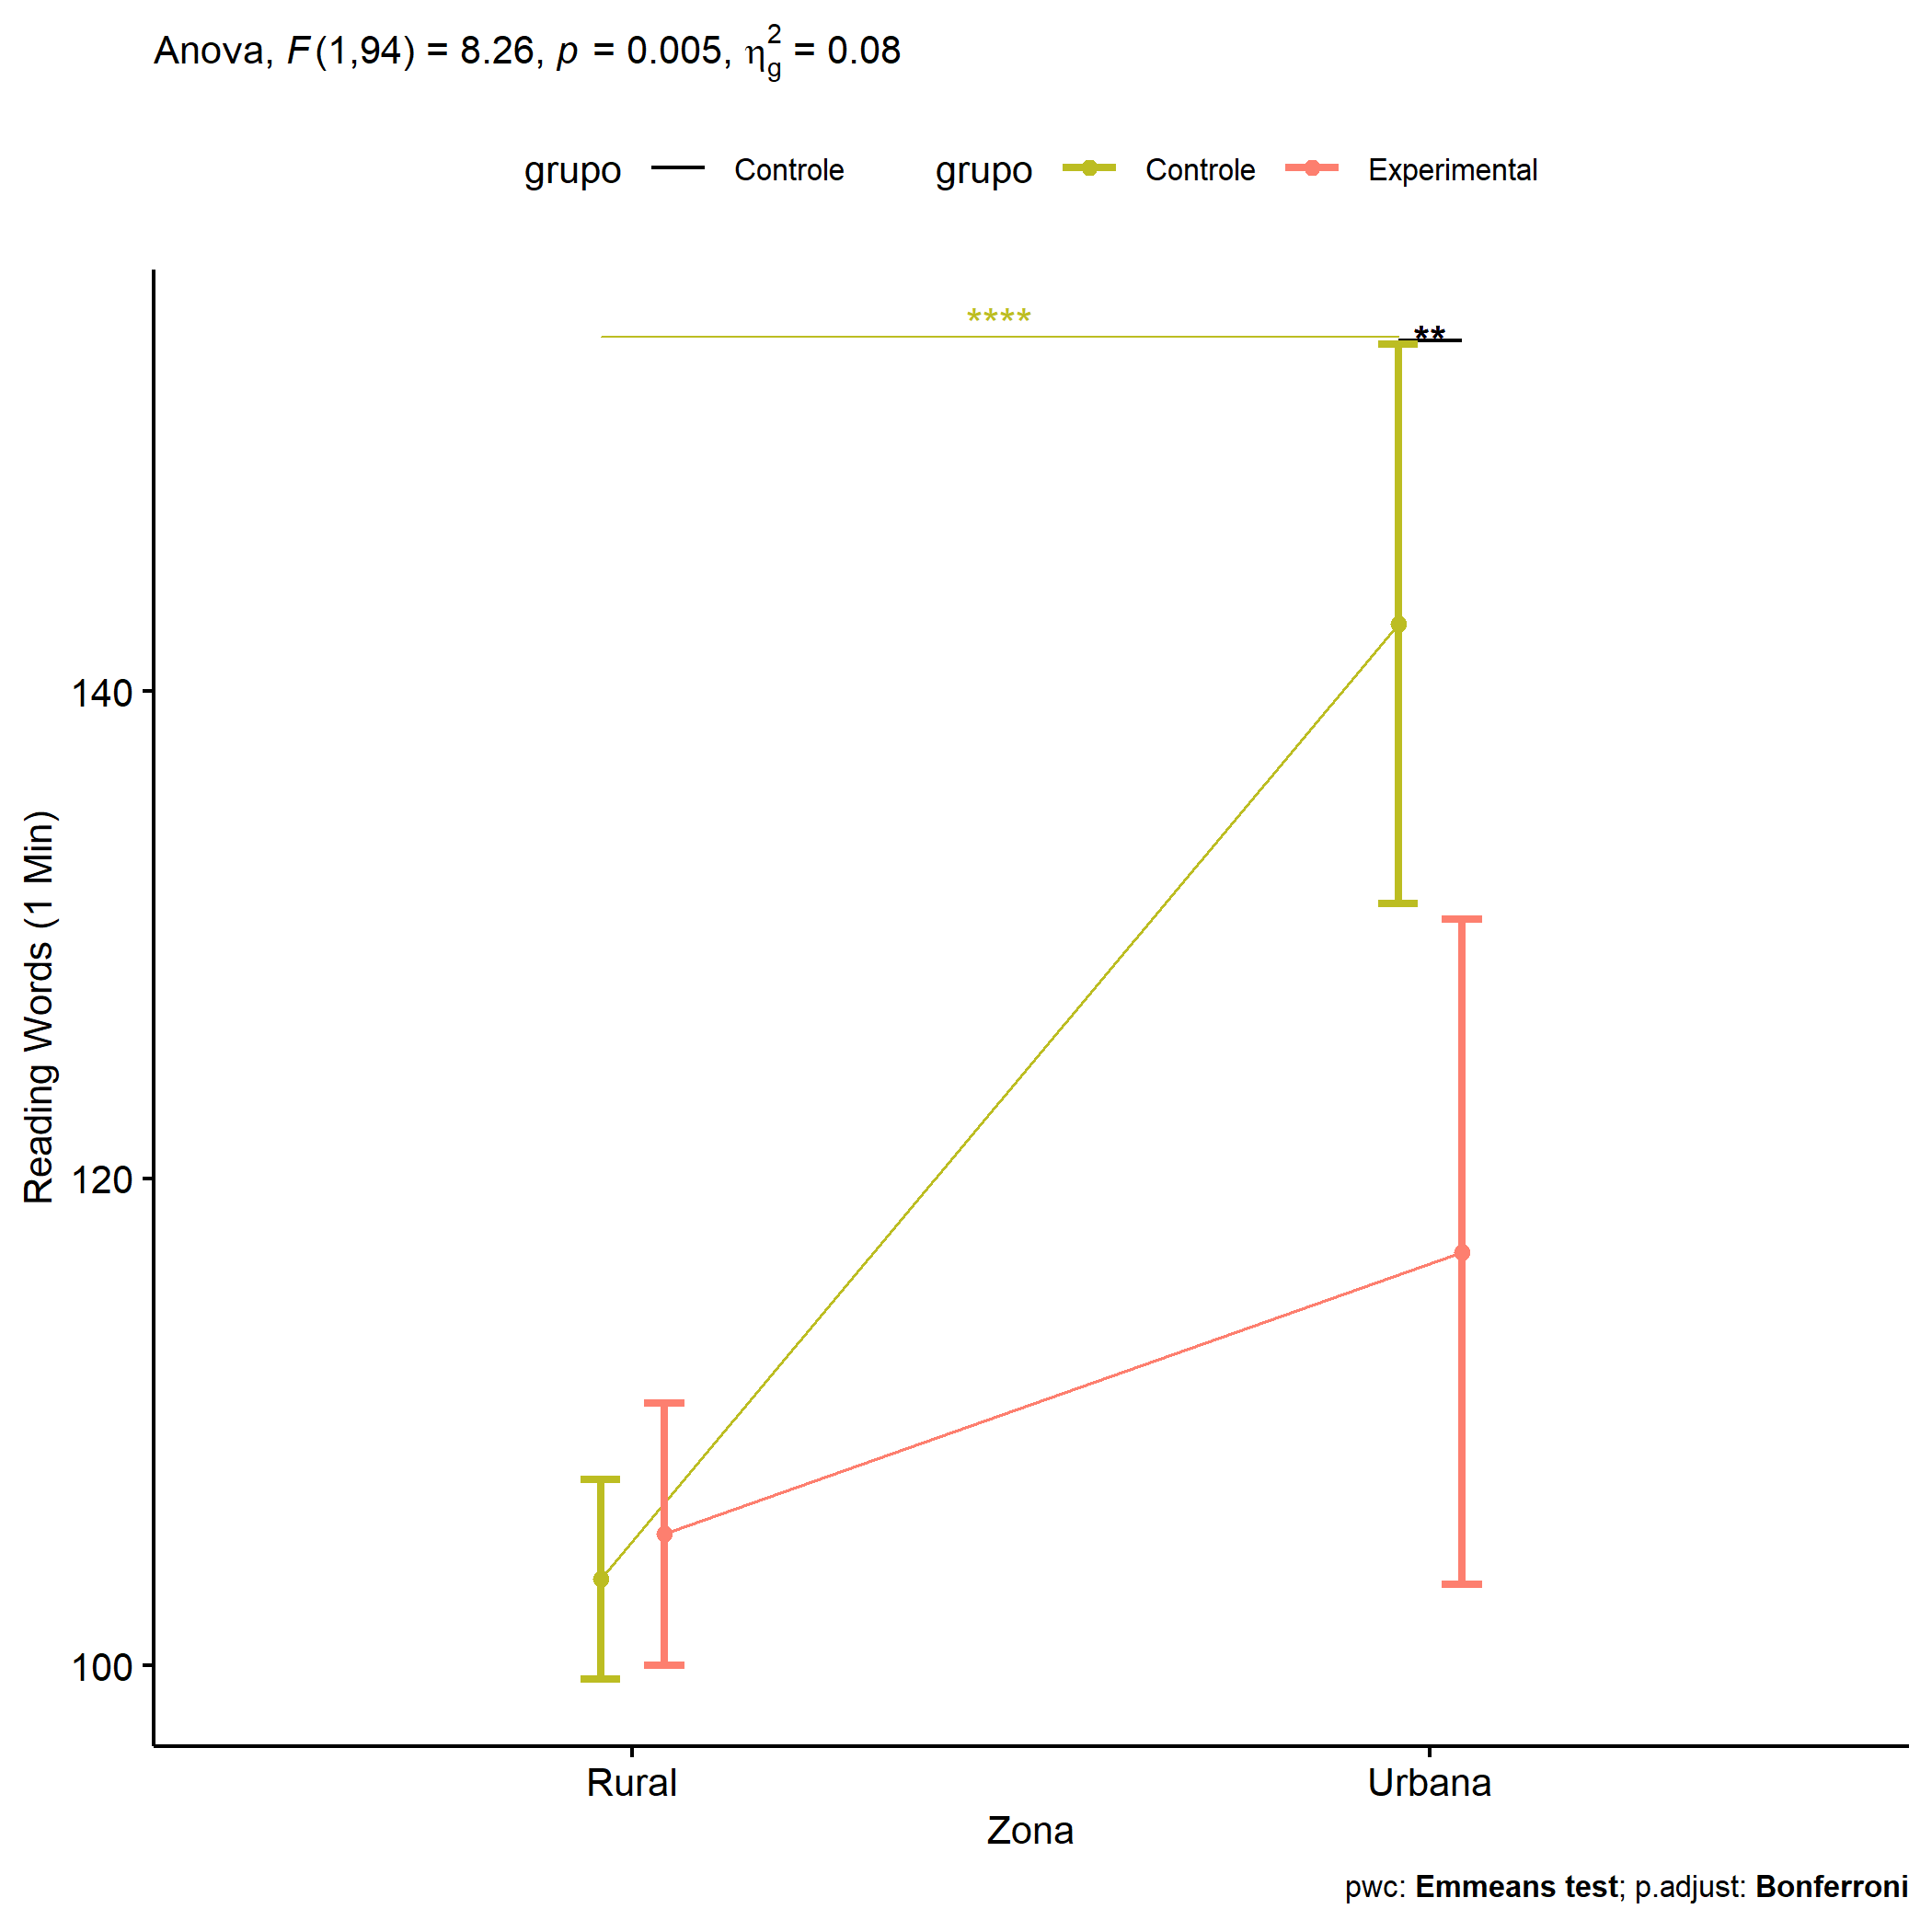 Anova, F(1,94) = 8.26, p = 0.005, η²g = 0.08
grupo Controle grupo Controle Experimental
****
**
140
120
100
Reading Words (1 Min)
Rural Urbana
Zona
pwc: Emmeans test; p.adjust: Bonferroni